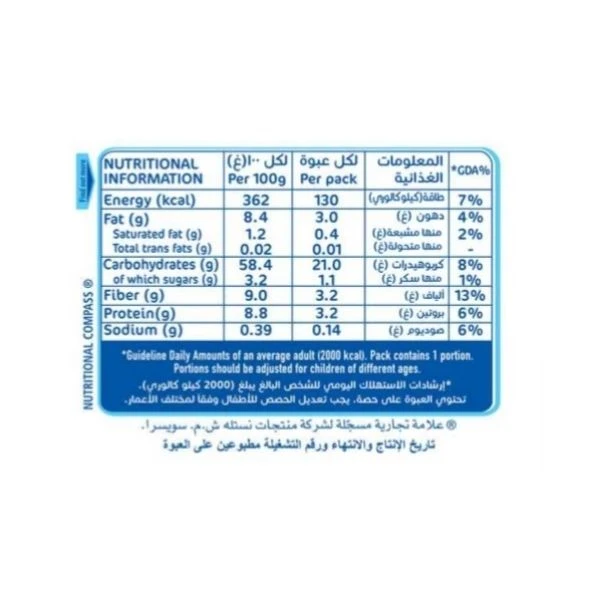 NUTRITIONAL INFORMATION لكل ١٠٠(غ) Per 100g لكل عبوة Per pack المعلومات الغذائية *GDA%
Energy (kcal) 362 130 طاقة(كيلوكالوري) 7%
Fat (g) 8.4 3.0 دهون (غ) 4%
Saturated fat (g) 1.2 0.4 منها مشبعة(غ) 2%
Total trans fats (g) 0.02 0.01 منها متحولة(غ) -
Carbohydrates (g) 58.4 21.0 كربوهيدرات (غ) 8%
of which sugars (g) 3.2 1.1 منها سكر (غ) 1%
Fiber (g) 9.0 3.2 ألياف (غ) 13%
Protein(g) 8.8 3.2 بروتين (غ) 6%
Sodium (g) 0.39 0.14 صوديوم (غ) 6%
*Guideline Daily Amounts of an average adult (2000 kcal). Pack contains 1 portion.
Portions should be adjusted for children of different ages.
*إرشادات الاستهلاك اليومي للشخص البالغ يبلغ (2000 كيلو كالوري).
تحتوي العبوة على حصة. يجب تعديل الحصص للأطفال وفقاً لمختلف الأعمار.
® علامة تجارية مسجّلة لشركة منتجات نستله ش.م. سويسرا.
تاريخ الإنتاج والانتهاء ورقم التشغيلة مطبوعين على العبوة
Find out more
NUTRITIONAL COMPASS ®